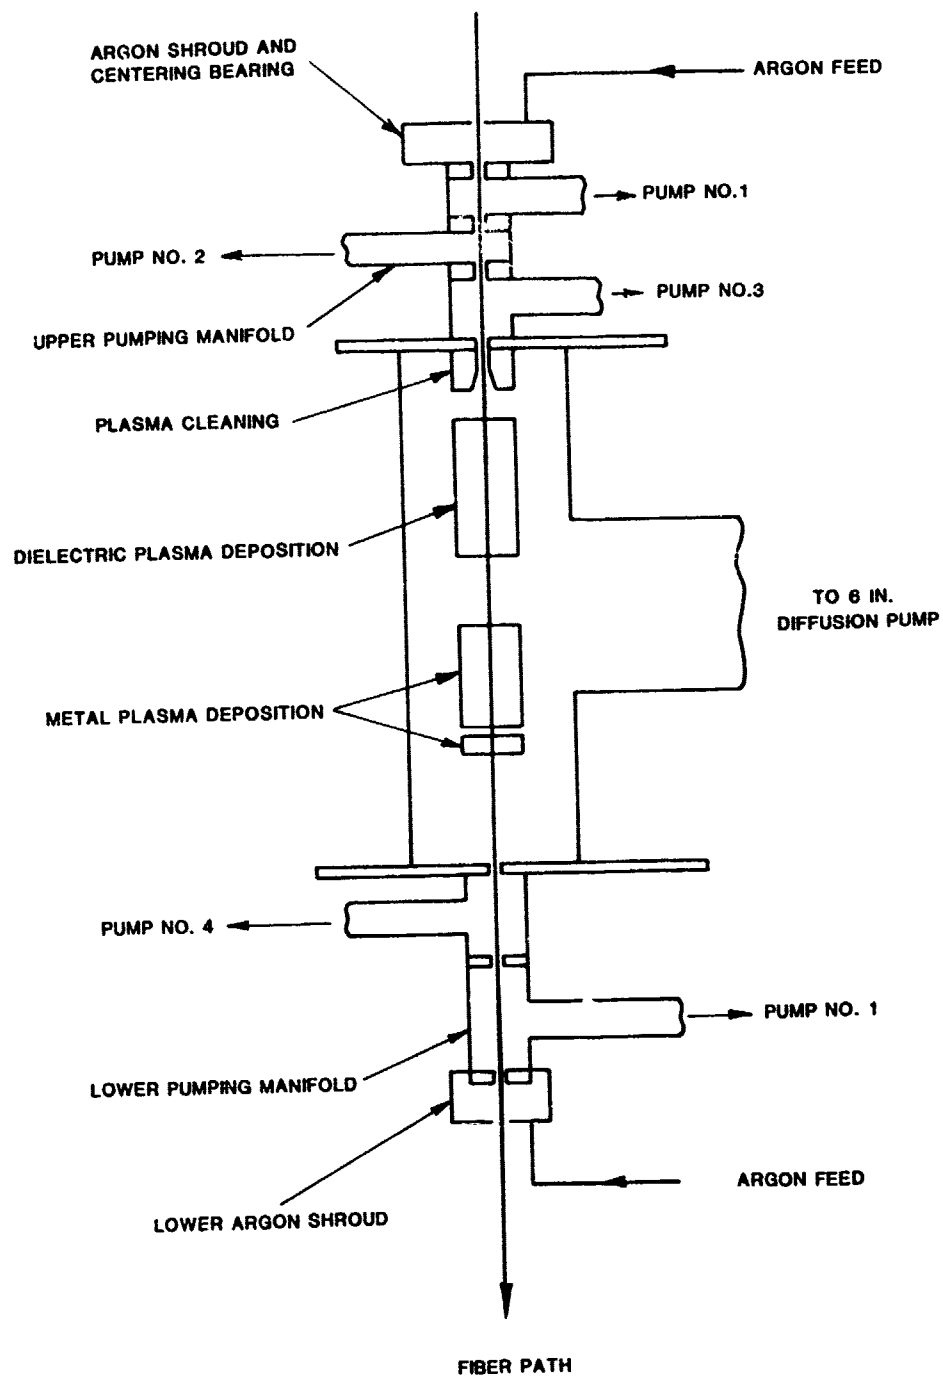 ARGON SHROUD AND
CENTERING BEARING
ARGON FEED
PUMP NO.1
PUMP NO. 2
PUMP NO.3
UPPER PUMPING MANIFOLD
PLASMA CLEANING
DIELECTRIC PLASMA DEPOSITION
TO 6 IN.
DIFFUSION PUMP
METAL PLASMA DEPOSITION
PUMP NO. 4
PUMP NO. 1
LOWER PUMPING MANIFOLD
ARGON FEED
LOWER ARGON SHROUD
FIBER PATH